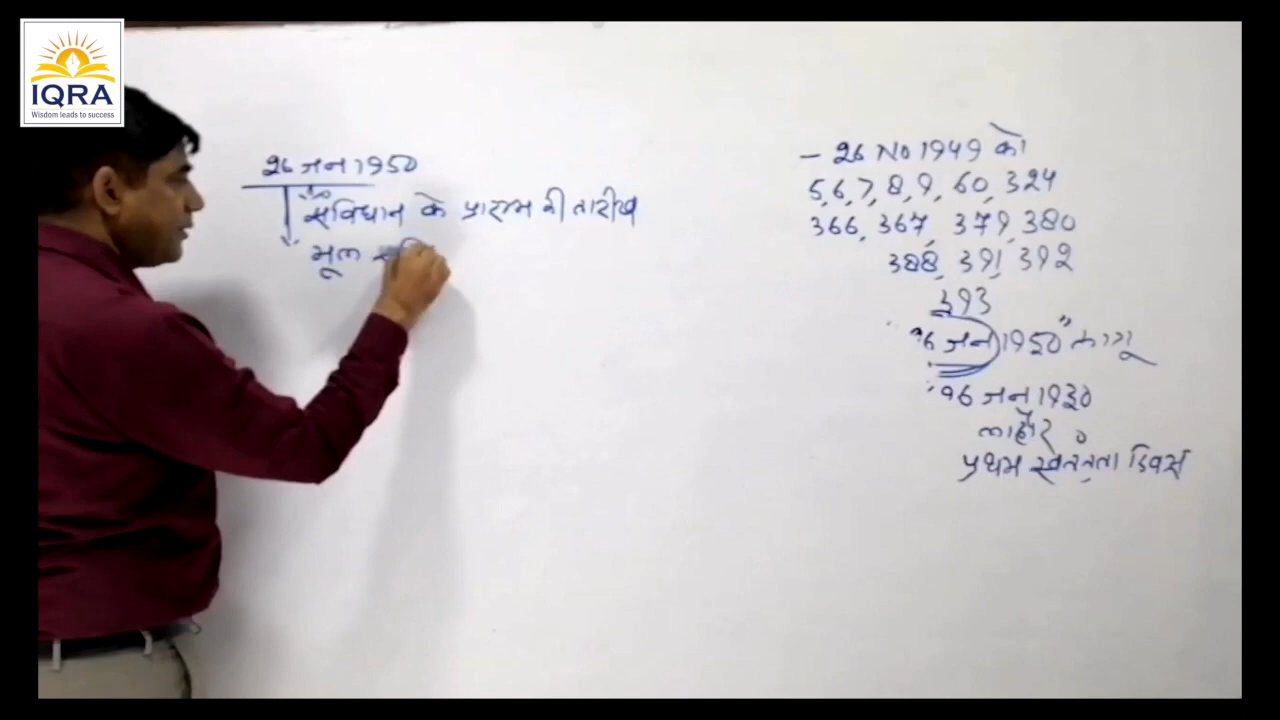 IQRA
Wisdom leads to success
26 जन 1950
संविधान के प्रारम्भ की तारीख
मूल
- 26 No 1949 को
5, 6, 7, 8, 9, 60, 324
366, 367, 379, 380
388, 391, 392
393
26 जन 1950" लागू
26 जन 1930
लाहौर
प्रथम स्वतन्त्रता दिवस